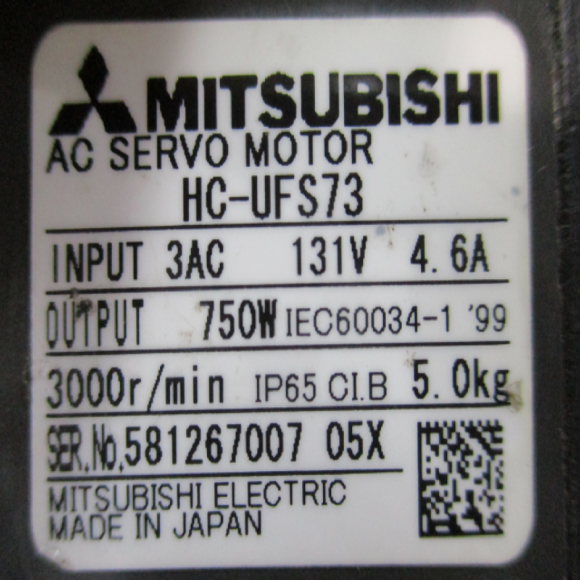 MITSUBISHI
AC SERVO MOTOR
HC-UFS73
INPUT 3AC 131V 4.6A
OUTPUT 750W IEC60034-1 '99
3000r/min IP65 CI.B 5.0kg
SER.No.581267007 05X
MITSUBISHI ELECTRIC
MADE IN JAPAN